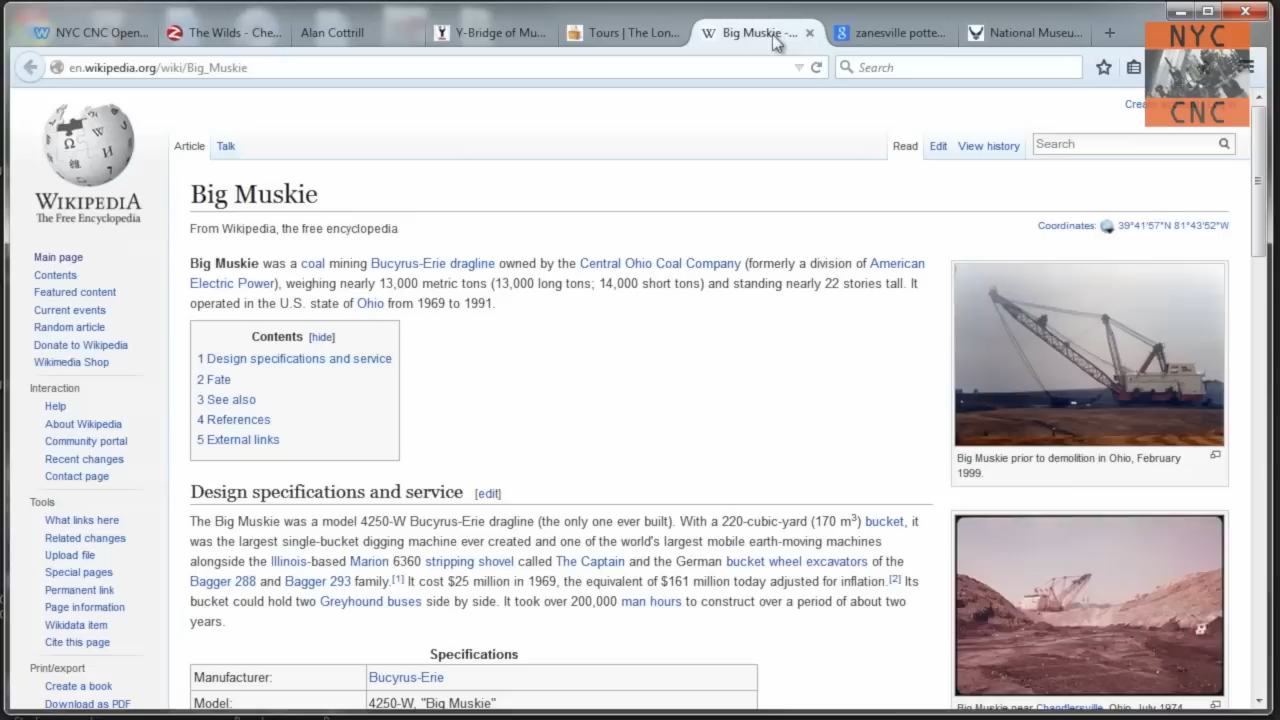 NYC CNC Open...
The Wilds - Che...
Alan Cottrill
Y-Bridge of Mu...
Tours | The Lon...
Big Muskie -...
zanesville potte...
National Museu...
NYC
CNC
en.wikipedia.org/wiki/Big_Muskie
Search
Crea
WIKIPEDIA
The Free Encyclopedia
Article Talk
Read Edit View history
Search
Main page
Contents
Featured content
Current events
Random article
Donate to Wikipedia
Wikimedia Shop
Interaction
Help
About Wikipedia
Community portal
Recent changes
Contact page
Tools
What links here
Related changes
Upload file
Special pages
Permanent link
Page information
Wikidata item
Cite this page
Print/export
Create a book
Download as PDF
Big Muskie
From Wikipedia, the free encyclopedia
Coordinates: 39°41′57″N 81°43′52″W
Big Muskie was a coal mining Bucyrus-Erie dragline owned by the Central Ohio Coal Company (formerly a division of American
Electric Power), weighing nearly 13,000 metric tons (13,000 long tons; 14,000 short tons) and standing nearly 22 stories tall. It
operated in the U.S. state of Ohio from 1969 to 1991.
Contents [hide]
1 Design specifications and service
2 Fate
3 See also
4 References
5 External links
Big Muskie prior to demolition in Ohio, February
1999.
Design specifications and service [edit]
The Big Muskie was a model 4250-W Bucyrus-Erie dragline (the only one ever built). With a 220-cubic-yard (170 m³) bucket, it
was the largest single-bucket digging machine ever created and one of the world's largest mobile earth-moving machines
alongside the Illinois-based Marion 6360 stripping shovel called The Captain and the German bucket wheel excavators of the
Bagger 288 and Bagger 293 family.[1] It cost $25 million in 1969, the equivalent of $161 million today adjusted for inflation.[2] Its
bucket could hold two Greyhound buses side by side. It took over 200,000 man hours to construct over a period of about two
years.
Specifications
Manufacturer: Bucyrus-Erie
Model: 4250-W, "Big Muskie"
Big Muskie near Chandlersville, Ohio, July 1974